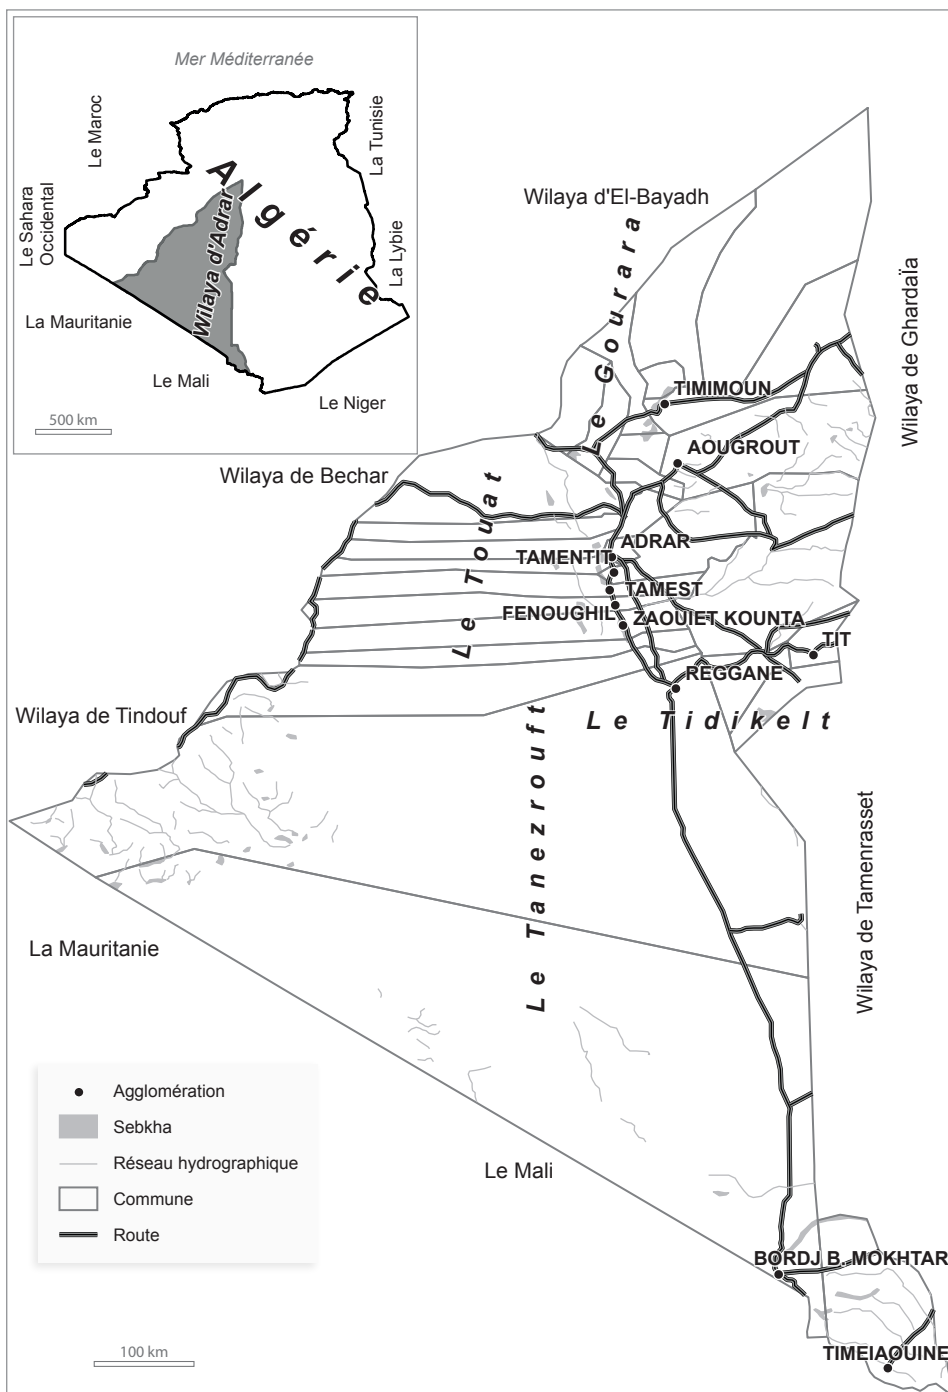 Mer Méditerranée
Le Maroc
La Tunisie
Algérie
Le Sahara
Occidental
Wilaya d'Adrar
La Lybie
La Mauritanie
Le Mali
Le Niger
500 km
Wilaya d'El-Bayadh
Le Gourara
Wilaya de Ghardaïa
TIMIMOUN
AOUGROUT
Wilaya de Bechar
Le Touat
ADRAR
TAMENTIT
TAMEST
FENOUGHIL
ZAOUIET KOUNTA
TIT
REGGANE
Wilaya de Tindouf
Le Tidikelt
Le Tanezrouft
Wilaya de Tamenrasset
La Mauritanie
Le Mali
Agglomération
Sebkha
Réseau hydrographique
Commune
Route
BORDJ B. MOKHTAR
TIMEIAOUINE
100 km